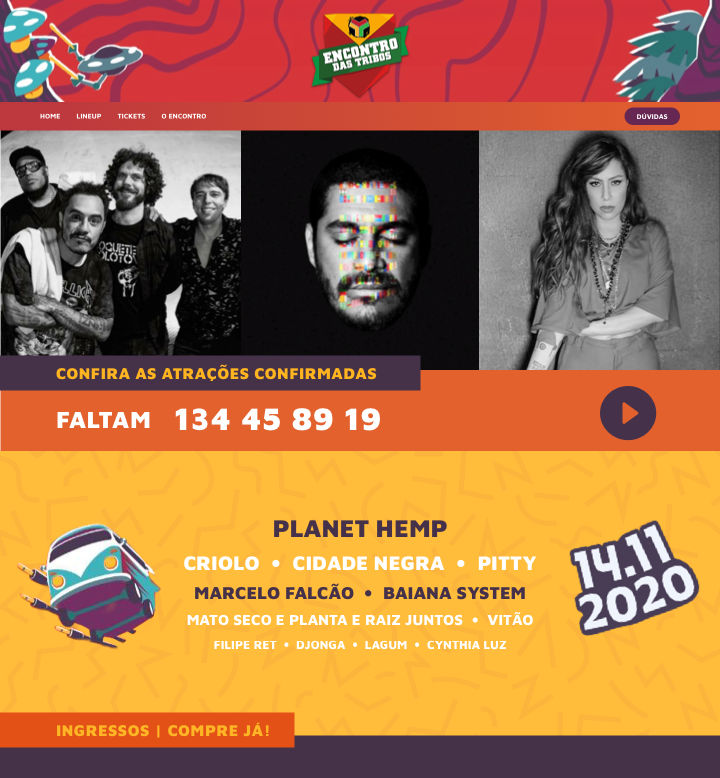 ENCONTRO
DAS TRIBOS
HOME LINEUP TICKETS O ENCONTRO
DÚVIDAS
CONFIRA AS ATRAÇÕES CONFIRMADAS
FALTAM 134 45 89 19
PLANET HEMP
CRIOLO • CIDADE NEGRA • PITTY
MARCELO FALCÃO • BAIANA SYSTEM
MATO SECO E PLANTA E RAIZ JUNTOS • VITÃO
FILIPE RET • DJONGA • LAGUM • CYNTHIA LUZ
14.11
2020
INGRESSOS | COMPRE JÁ!